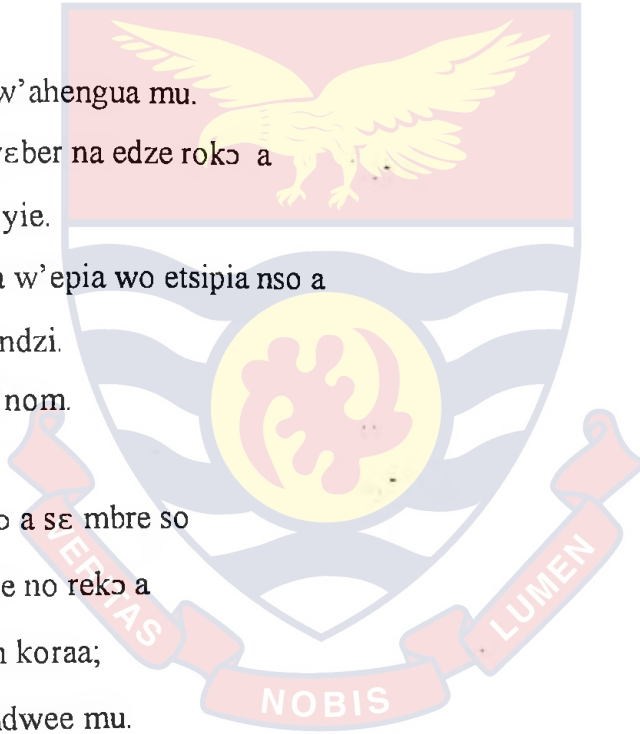 w’ahengua mu.
ɛber na edze rokɔ a
yie.
w’epia wo etsipia nso a
ndzi.
nom.
a sɛ mbre so
no rekɔ a
koraa;
dwee mu.
VERITAS
NOBIS
LUMEN